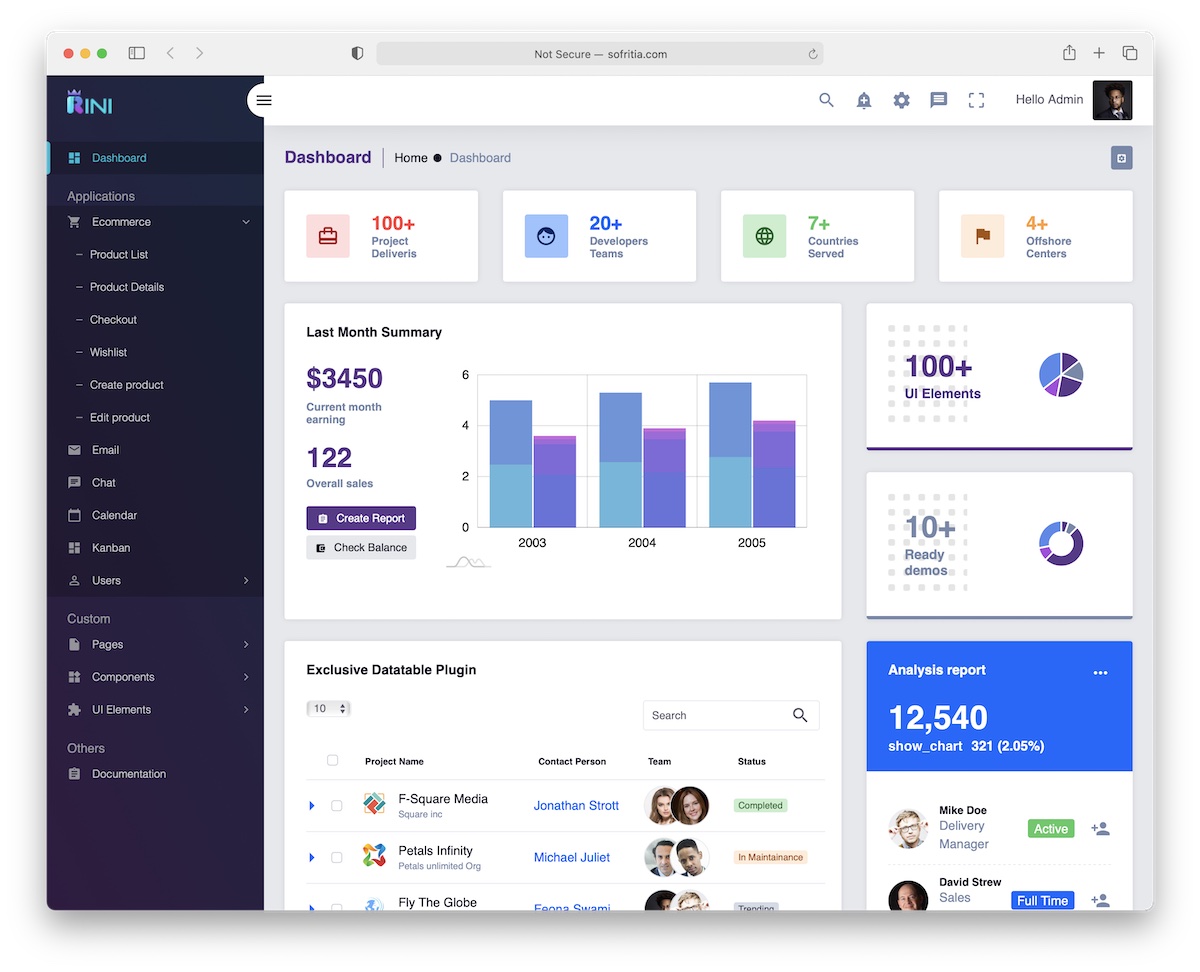 Not Secure — sofritia.com
RINI
Hello Admin
Dashboard
Applications
Ecommerce
– Product List
– Product Details
– Checkout
– Wishlist
– Create product
– Edit product
Email
Chat
Calendar
Kanban
Users
Custom
Pages
Components
UI Elements
Others
Documentation
Dashboard Home ● Dashboard
100+
Project
Deliveris
20+
Developers
Teams
7+
Countries
Served
4+
Offshore
Centers
Last Month Summary
$3450
Current month
earning
122
Overall sales
Create Report
Check Balance
6
4
2
0
2003 2004 2005
100+
UI Elements
10+
Ready
demos
Exclusive Datatable Plugin
10
Search
Project Name Contact Person Team Status
F-Square Media Jonathan Strott Completed
Square inc
Petals Infinity Michael Juliet In Maintainance
Petals unlimited Org
Fly The Globe Feona Swami Trending
Analysis report
12,540
show_chart 321 (2.05%)
Mike Doe
Delivery
Manager
Active
David Strew
Sales
Full Time